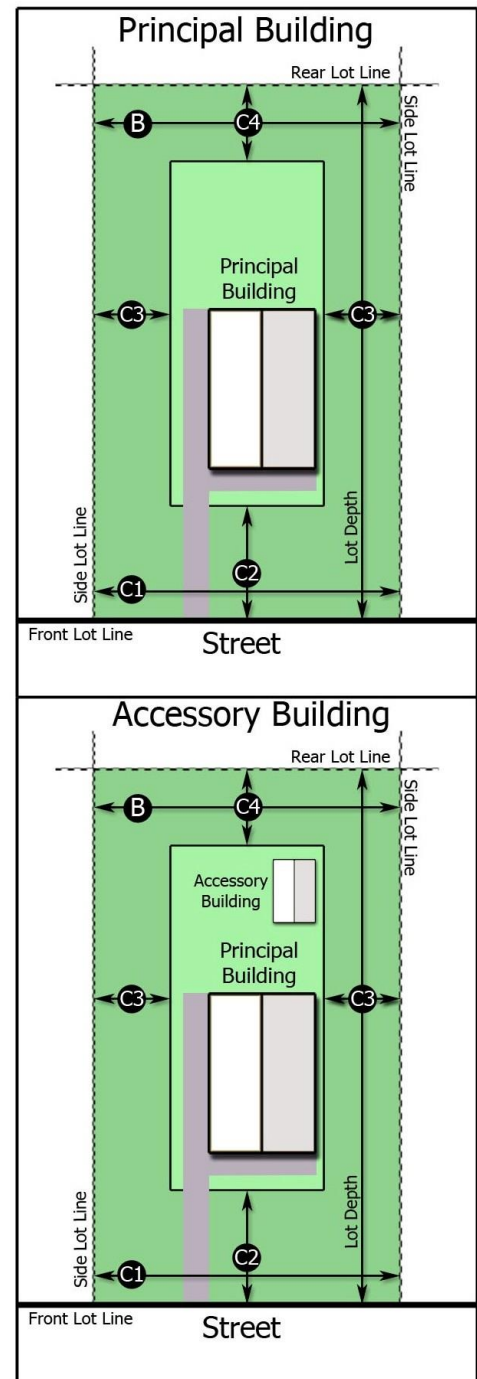 Principal Building
Rear Lot Line
B
C4
Side Lot Line
Principal
Building
C3
C3
Side Lot Line
Lot Depth
C2
C1
Front Lot Line
Street
Accessory Building
Rear Lot Line
B
C4
Side Lot Line
Accessory
Building
Principal
Building
C3
C3
Side Lot Line
Lot Depth
C2
C1
Front Lot Line
Street